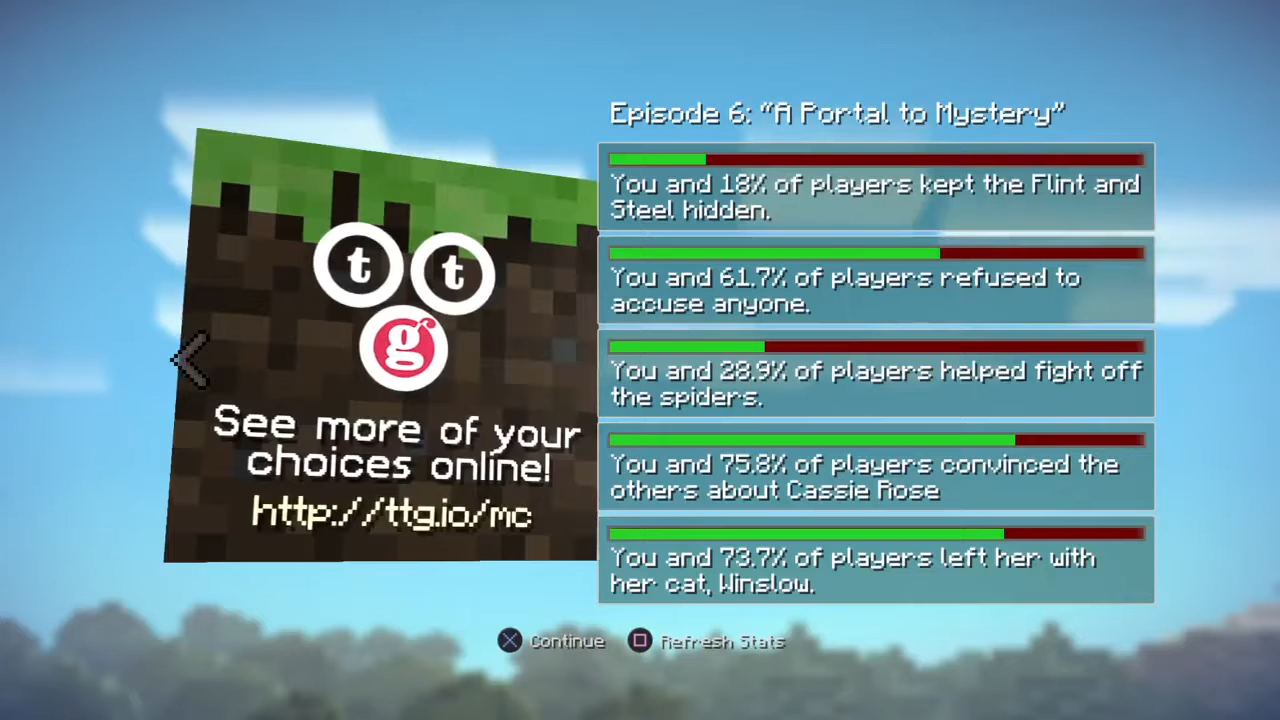 Episode 6: "A Portal to Mystery"
You and 18% of players kept the Flint and
Steel hidden.
You and 61.7% of players refused to
accuse anyone.
You and 28.9% of players helped fight off
the spiders.
You and 75.8% of players convinced the
others about Cassie Rose
You and 73.7% of players left her with
her cat, Winslow.
t t
g
See more of your
choices online!
http://ttg.io/mc
Continue Refresh Stats